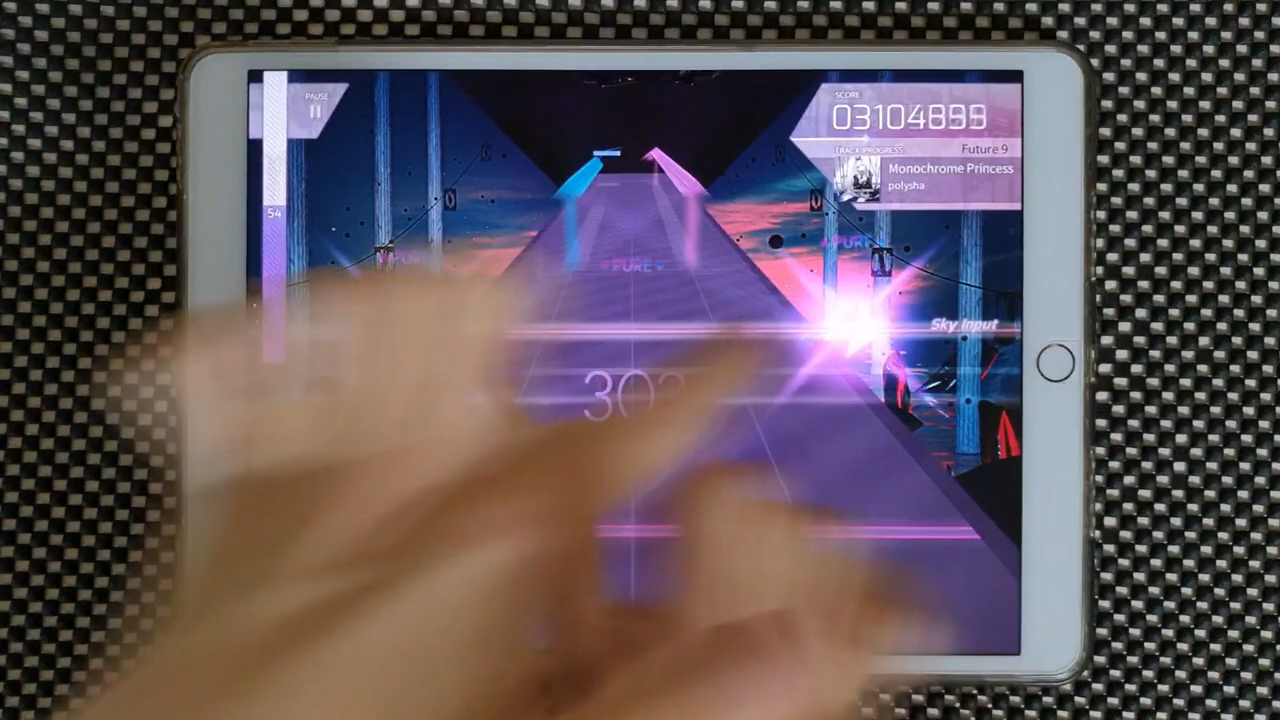 PAUSE
SCORE
TRACK PROGRESS
Future 9
Monochrome Princess
polysha
54
PURE
PURE
Sky Input